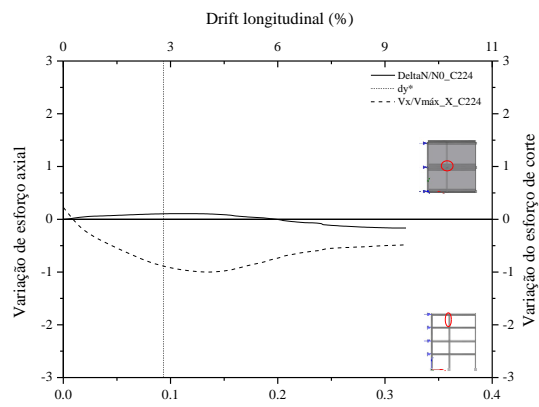 Drift longitudinal (%)
0 3 6 8 11
3 3
DeltaN/N0_C224
dy*
Vx/Vmáx_X_C224
2 2
1 1
0 0
-1 -1
-2 -2
-3 -3
Variação de esforço axial
Variação do esforço de corte
0.0 0.1 0.2 0.3 0.4